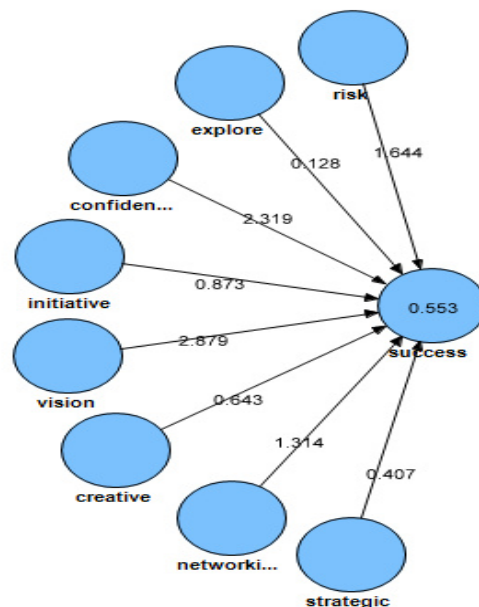 risk
explore
0.128
1.644
confiden...
2.319
initiative
0.873
0.553
success
vision
2.879
creative
0.643
networki...
1.314
0.407
strategic